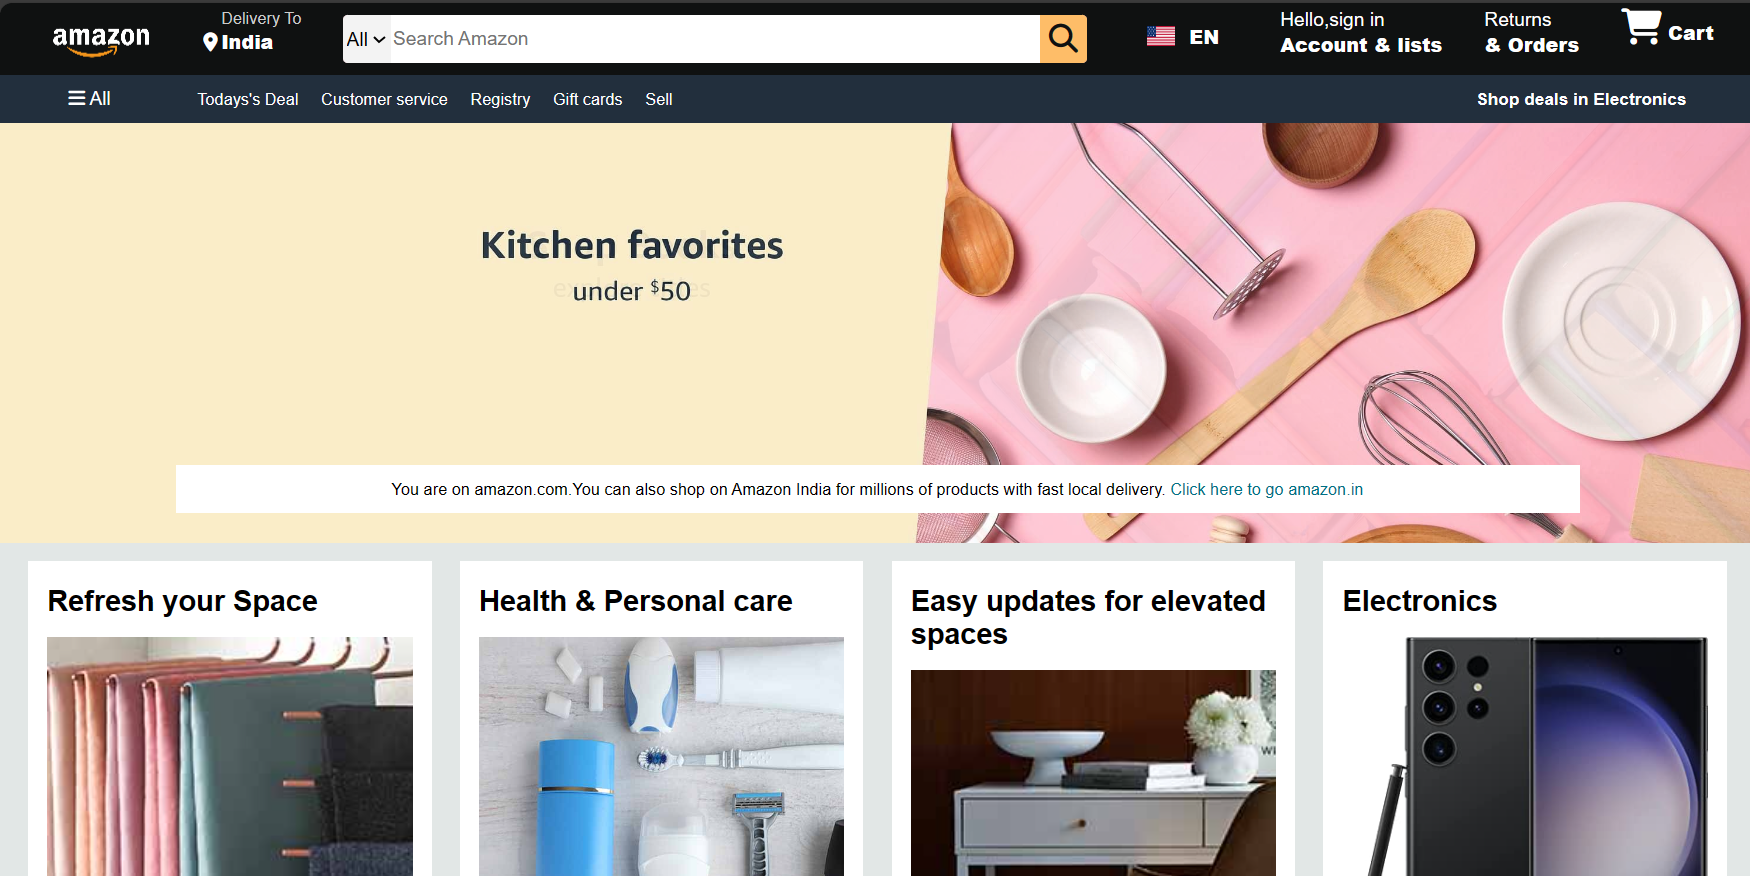 amazon
Delivery To
India
All
Search Amazon
EN
Hello,sign in
Account & lists
Returns
& Orders
Cart
All
Todays's Deal
Customer service
Registry
Gift cards
Sell
Shop deals in Electronics
Kitchen favorites
under $50
You are on amazon.com.You can also shop on Amazon India for millions of products with fast local delivery. Click here to go amazon.in
Refresh your Space
Health & Personal care
Easy updates for elevated
spaces
Electronics